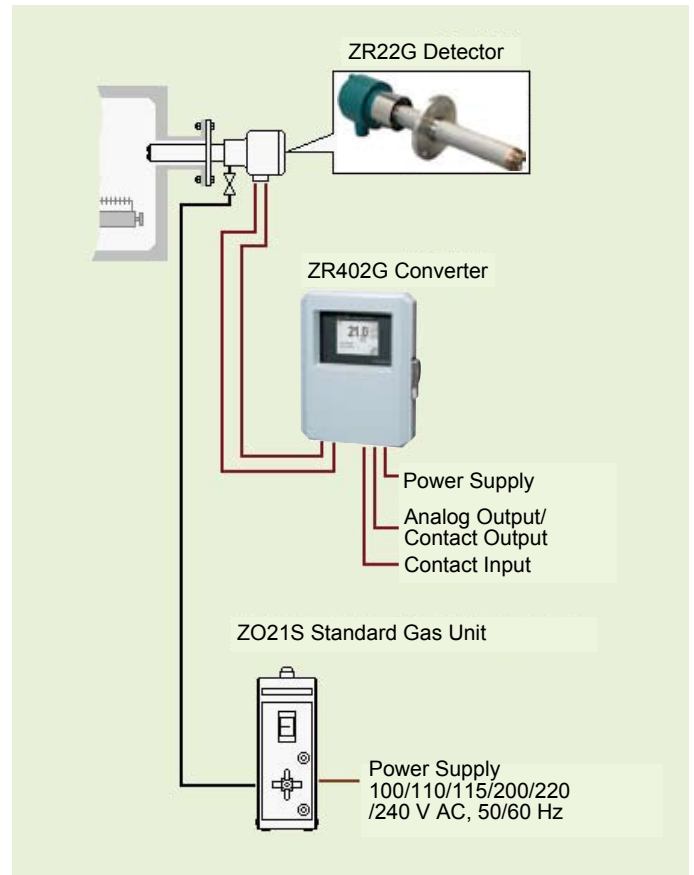 ZR22G Detector
ZR402G Converter
21.0
Power Supply
Analog Output/
Contact Output
Contact Input
ZO21S Standard Gas Unit
Power Supply
100/110/115/200/220
/240 V AC, 50/60 Hz